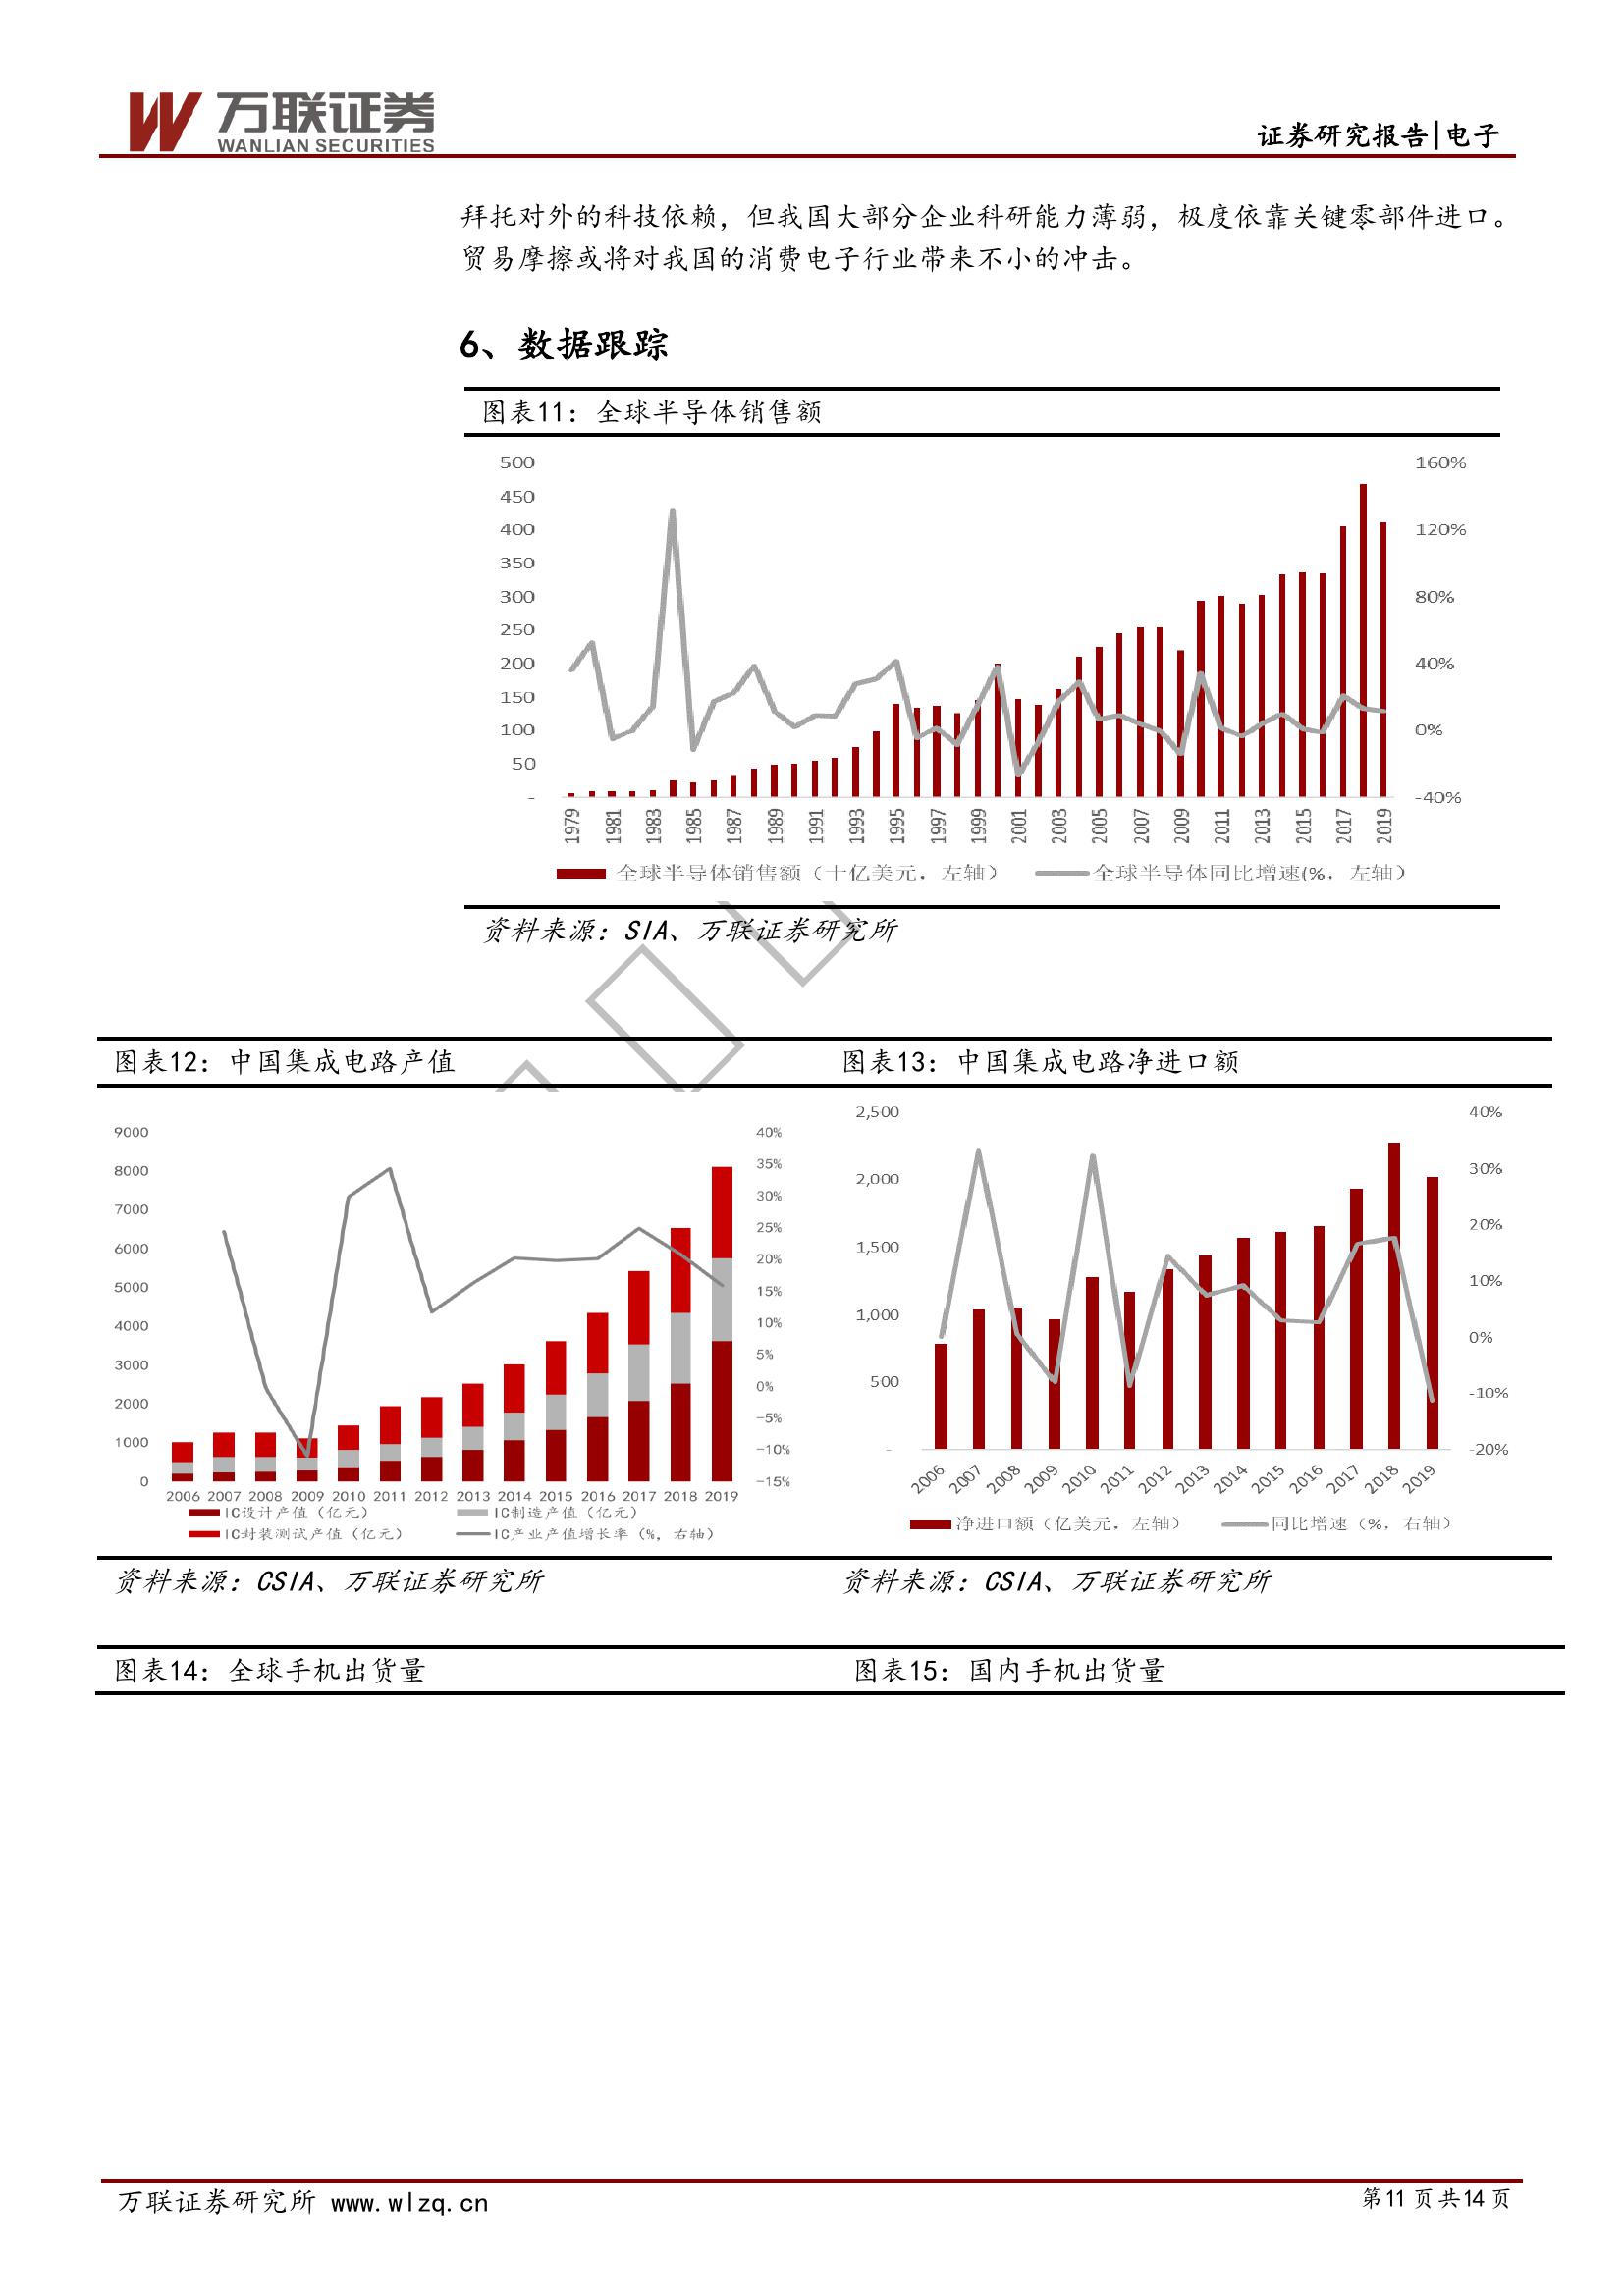 万联证券
WANLIAN SECURITIES
证券研究报告|电子
拜托对外的科技依赖，但我国大部分企业科研能力薄弱，极度依靠关键零部件进口。
贸易摩擦或将对我国的消费电子行业带来不小的冲击。
6、数据跟踪
图表11：全球半导体销售额
500
450
400
350
300
250
200
150
100
50
-
160%
120%
80%
40%
0%
-40%
1979 1981 1983 1985 1987 1989 1991 1993 1995 1997 1999 2001 2003 2005 2007 2009 2011 2013 2015 2017 2019
全球半导体销售额（十亿美元，左轴） 全球半导体同比增速(%，左轴）
资料来源：SIA、万联证券研究所
图表12：中国集成电路产值
9000
8000
7000
6000
5000
4000
3000
2000
1000
0
40%
35%
30%
25%
20%
15%
10%
5%
0%
-5%
-10%
-15%
2006 2007 2008 2009 2010 2011 2012 2013 2014 2015 2016 2017 2018 2019
IC设计产值（亿元） IC制造产值（亿元）
IC封装测试产值（亿元） IC产业产值增长率（%，右轴）
资料来源：CSIA、万联证券研究所
图表13：中国集成电路净进口额
2,500
2,000
1,500
1,000
500
-
40%
30%
20%
10%
0%
-10%
-20%
2006 2007 2008 2009 2010 2011 2012 2013 2014 2015 2016 2017 2018 2019
净进口额（亿美元，左轴） 同比增速（%，右轴）
资料来源：CSIA、万联证券研究所
图表14：全球手机出货量
图表15：国内手机出货量
万联证券研究所 www.wlzq.cn
第11页共14页